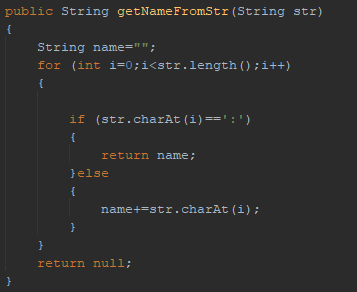 public String getNameFromStr(String str)
{
    String name="";
    for (int i=0;i<str.length();i++)
    {

        if (str.charAt(i)==':')
        {
            return name;
        }else
        {
            name+=str.charAt(i);
        }
    }
    return null;
}